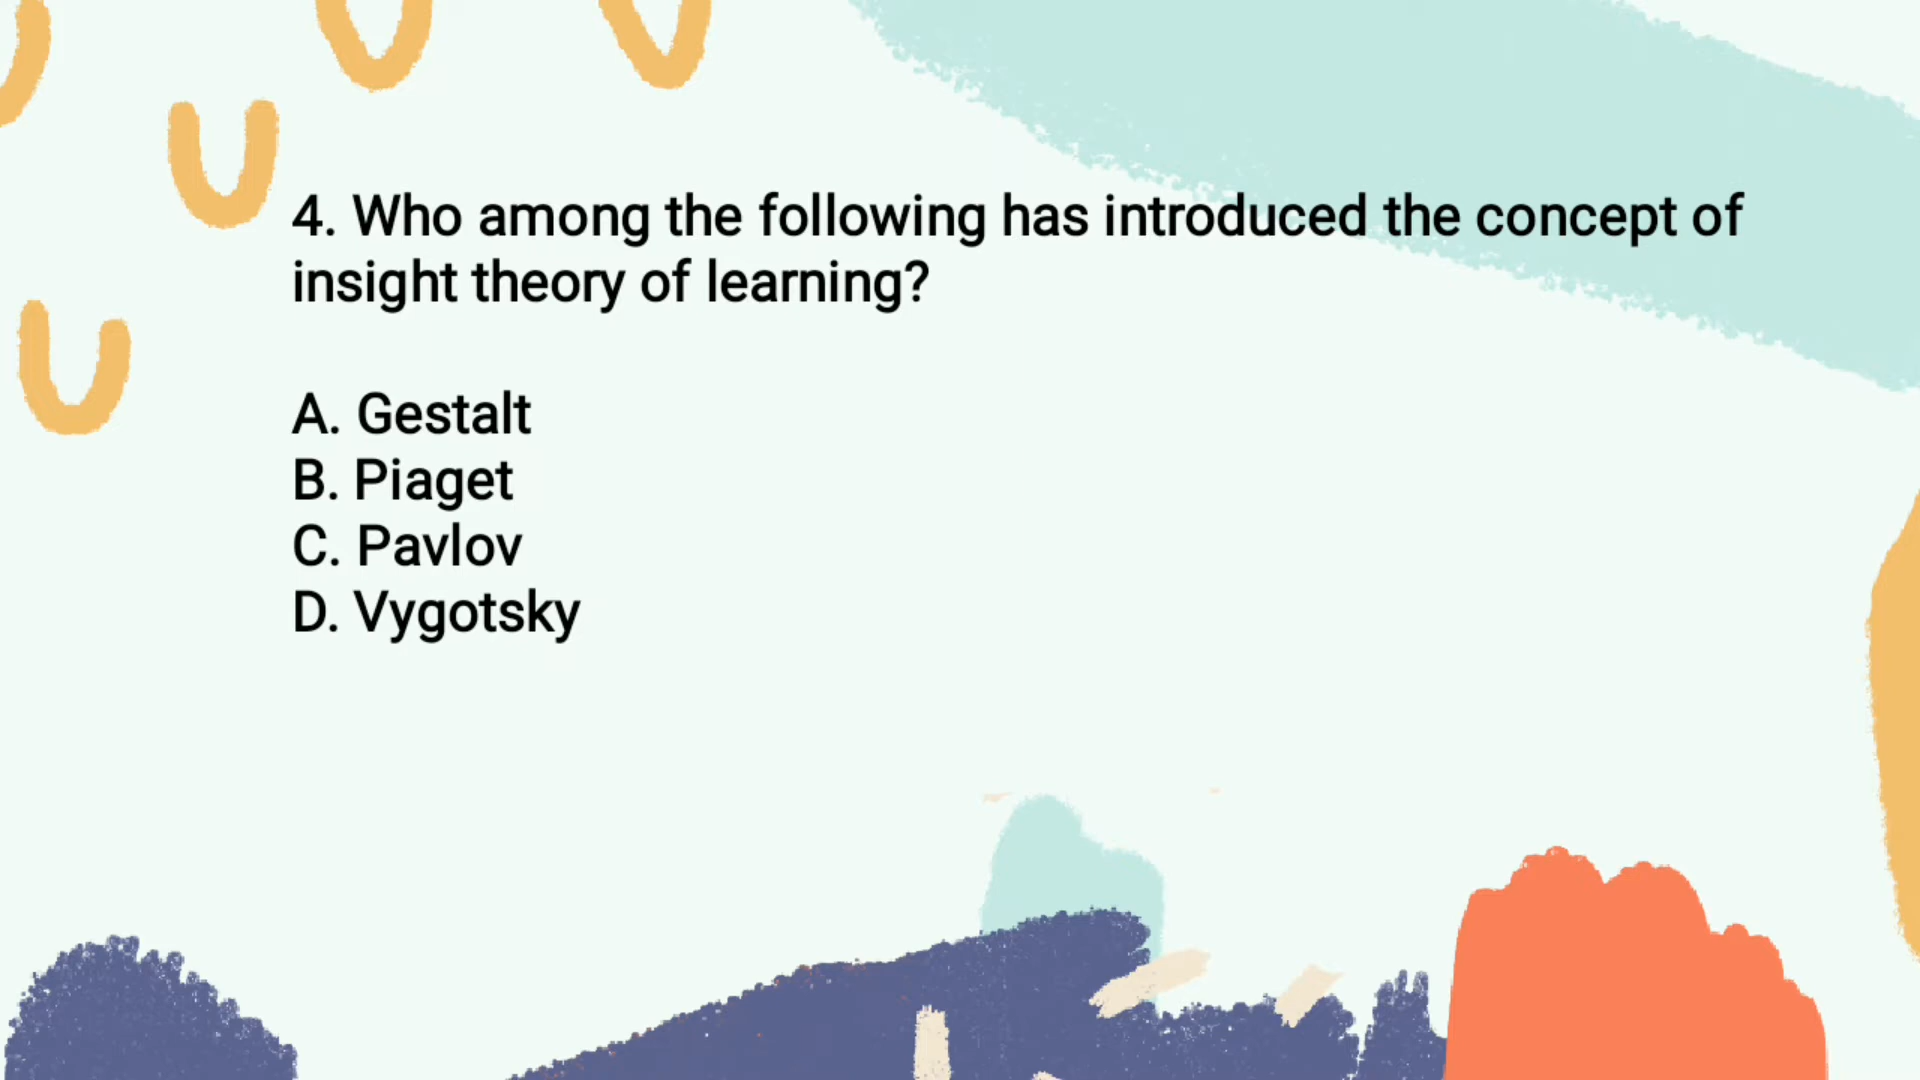 4. Who among the following has introduced the concept of
insight theory of learning?
A. Gestalt
B. Piaget
C. Pavlov
D. Vygotsky